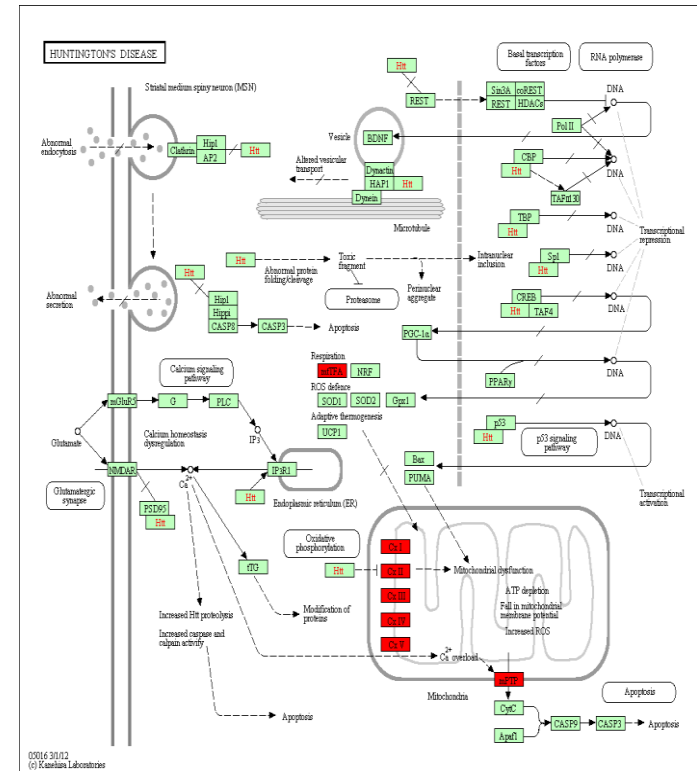 HUNTINGTON'S DISEASE
Striatal medium spiny neuron (MSN)
Htt
REST
Basal transcription
factors
RNA polymerase
Sin3A
coREST
REST
HDACs
DNA
Pol II
Vesicle
BDNF
Abnormal
endocytosis
Clathrin
Hip1
AP2
Htt
Altered vesicular
transport
Dynactin
HAP1
Htt
Dynein
Microtubule
CBP
Htt
DNA
TAFII130
TBP
Htt
DNA
Transcriptional
repression
Htt
Abnormal protein
folding/cleavage
Toxic
fragment
Intranuclear
inclusion
Sp1
Htt
DNA
Proteasome
Perinuclear
aggregate
Abnormal
secretion
Htt
Hip1
Hippi
CASP8
CASP3
Apoptosis
CREB
Htt
TAF4
DNA
PGC-1α
DNA
PPARγ
Respiration
mtTFA
NRF
ROS defence
SOD1
SOD2
Gpx1
Adaptive thermogenesis
UCP1
Calcium signaling
pathway
mGluR5
G
PLC
Glutamate
Calcium homeostasis
dysregulation
IP3
NMDAR
Ca2+
IP3R1
Htt
Endoplasmic reticulum (ER)
Glutamatergic
synapse
PSD95
Htt
p53
Htt
p53 signaling
pathway
DNA
Bax
PUMA
Transcriptional
activation
Oxidative
phosphorylation
Htt
Cx I
Cx II
Cx III
Cx IV
Cx V
Mitochondrial dysfunction
ATP depletion
Fall in mitochondrial
membrane potential
Increased ROS
Ca2+
overload
mPTP
Mitochondria
tTG
Modification of
proteins
Increased Htt proteolysis
Increased caspase and
calpain activity
Apoptosis
CytC
Apaf1
CASP9
CASP3
Apoptosis
Apoptosis
05016 3/1/12
(c) Kanehisa Laboratories